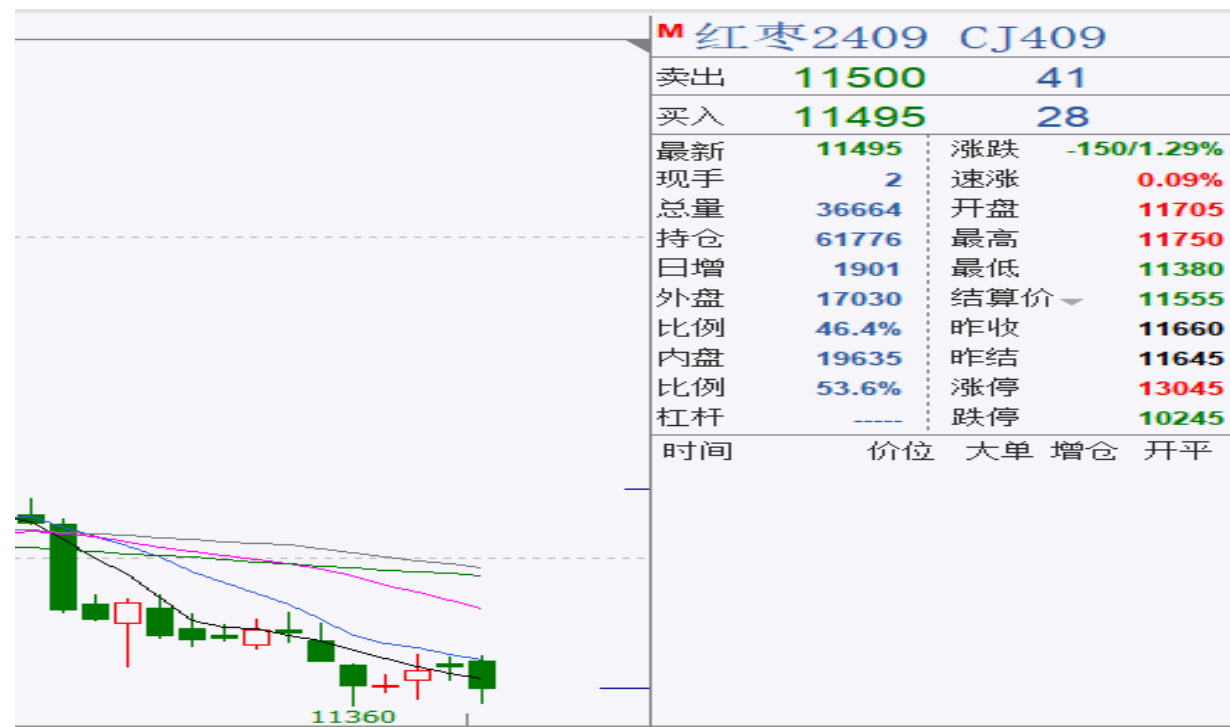 M 红枣2409 CJ409
卖出 11500 41
买入 11495 28
最新 11495 涨跌 -150/1.29%
现手 2 速涨 0.09%
总量 36664 开盘 11705
持仓 61776 最高 11750
日增 1901 最低 11380
外盘 17030 结算价 11555
比例 46.4% 昨收 11660
内盘 19635 昨结 11645
比例 53.6% 涨停 13045
杠杆 ----- 跌停 10245
时间 价位 大单 增仓 开平
11360